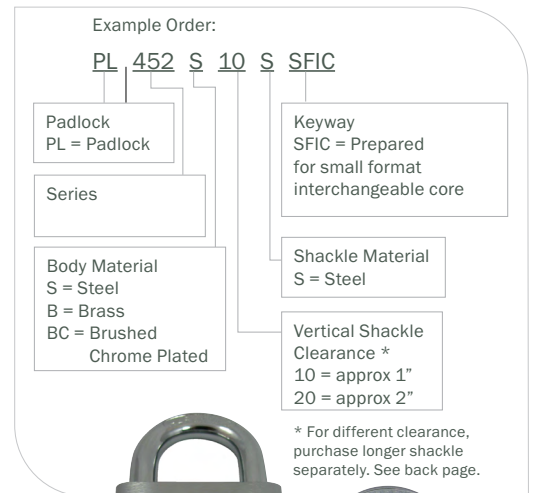 Example Order:
PL 452 S 10 S SFIC
Padlock
PL = Padlock
Series
Body Material
S = Steel
B = Brass
BC = Brushed
Chrome Plated
Keyway
SFIC = Prepared
for small format
interchangeable core
Shackle Material
S = Steel
Vertical Shackle
Clearance *
10 = approx 1”
20 = approx 2”
* For different clearance,
purchase longer shackle
separately. See back page.